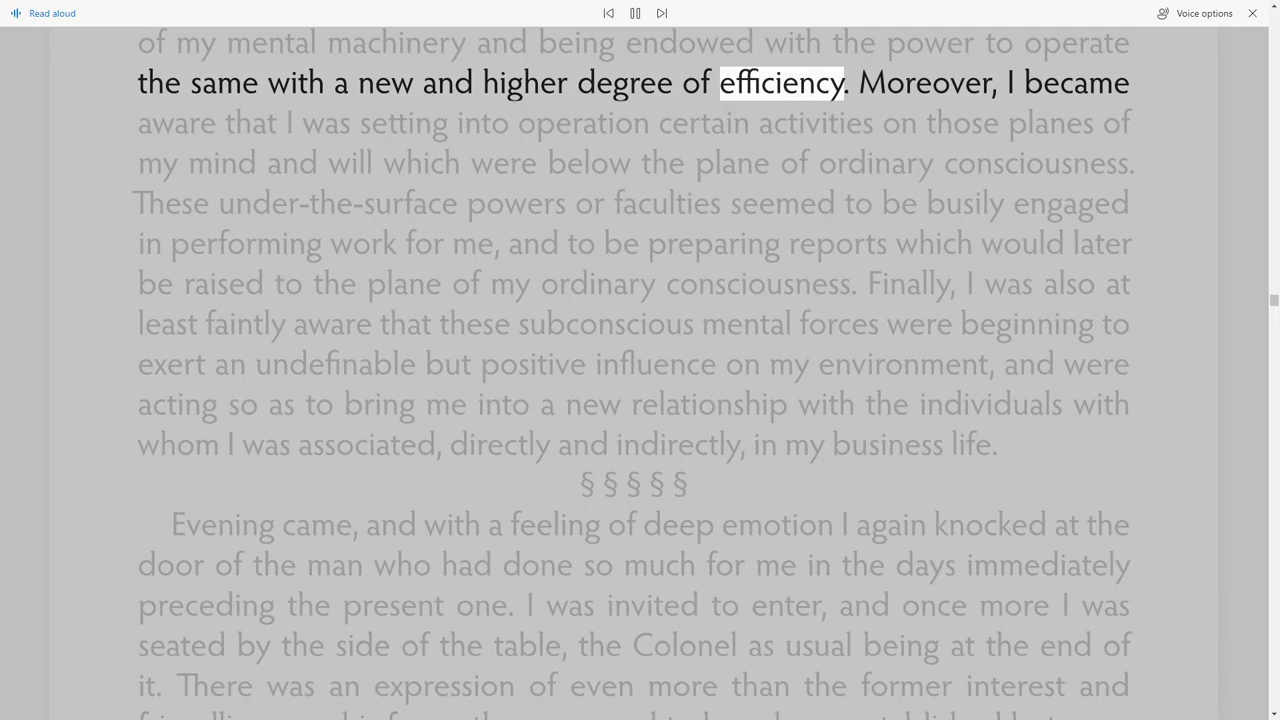 Read aloud
Voice options
of my mental machinery and being endowed with the power to operate
the same with a new and higher degree of efficiency. Moreover, I became
aware that I was setting into operation certain activities on those planes of
my mind and will which were below the plane of ordinary consciousness.
These under-the-surface powers or faculties seemed to be busily engaged
in performing work for me, and to be preparing reports which would later
be raised to the plane of my ordinary consciousness. Finally, I was also at
least faintly aware that these subconscious mental forces were beginning to
exert an undefinable but positive influence on my environment, and were
acting so as to bring me into a new relationship with the individuals with
whom I was associated, directly and indirectly, in my business life.
§ § § § §
Evening came, and with a feeling of deep emotion I again knocked at the
door of the man who had done so much for me in the days immediately
preceding the present one. I was invited to enter, and once more I was
seated by the side of the table, the Colonel as usual being at the end of
it. There was an expression of even more than the former interest and